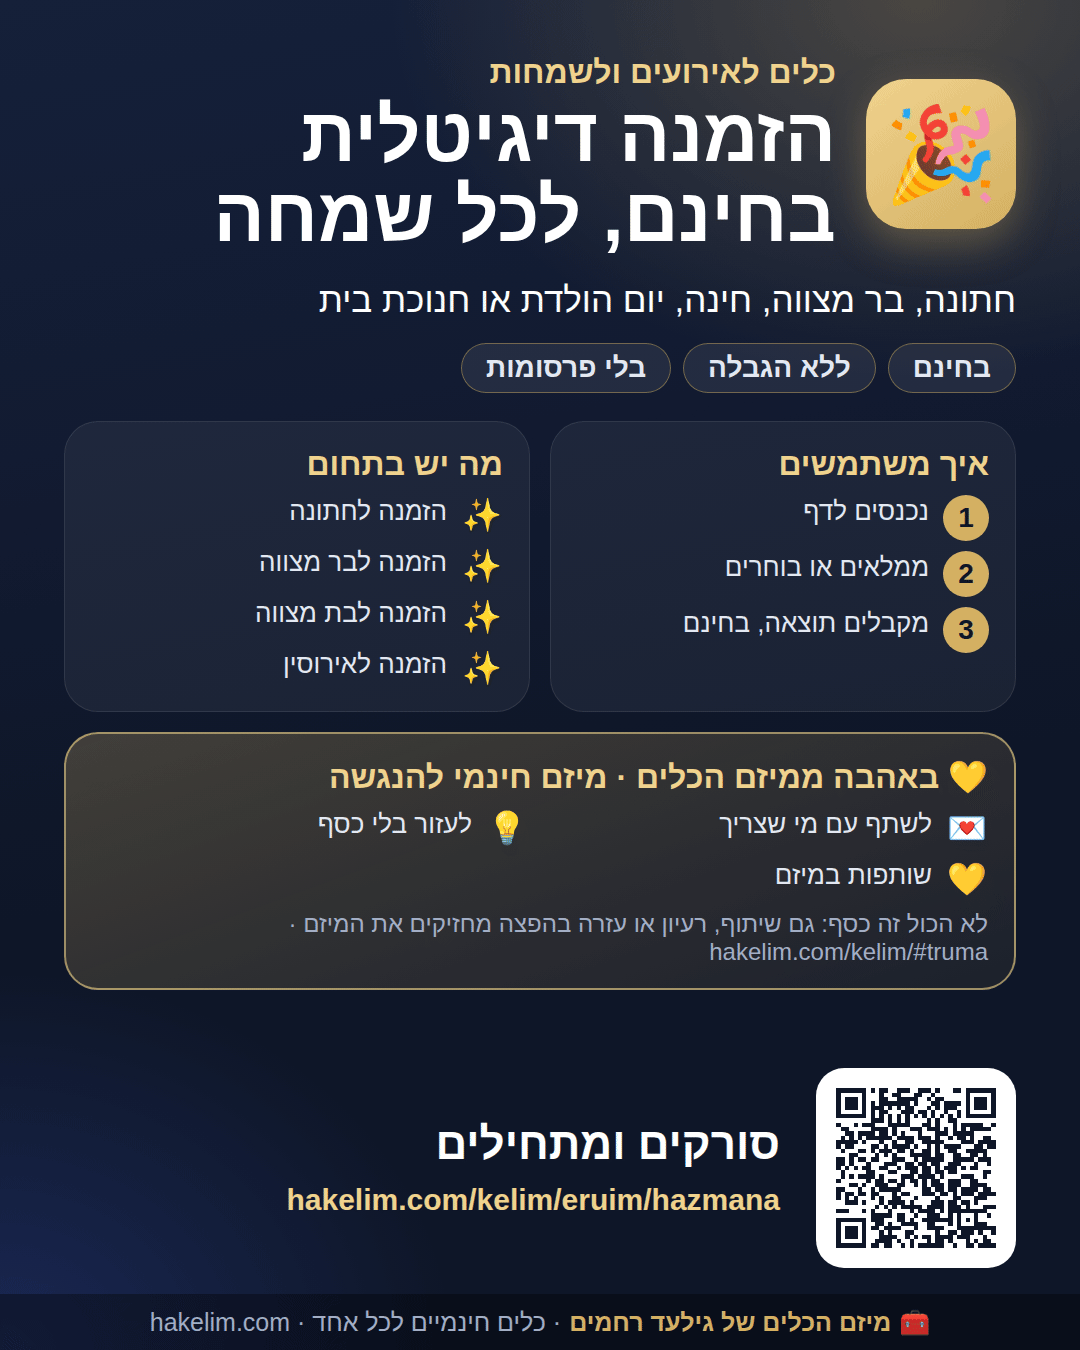 כלים לאירועים ולשמחות
הזמנה דיגיטלית
בחינם, לכל שמחה
חתונה, בר מצווה, חינה, יום הולדת או חנוכת בית
בחינם
ללא הגבלה
בלי פרסומות
איך משתמשים
1 נכנסים לדף
2 ממלאים או בוחרים
3 מקבלים תוצאה, בחינם
מה יש בתחום
הזמנה לחתונה
הזמנה לבר מצווה
הזמנה לבת מצווה
הזמנה לאירוסין
באהבה ממיזם הכלים · מיזם חינמי להנגשה
לשתף עם מי שצריך
לעזור בלי כסף
שותפות במיזם
לא הכול זה כסף: גם שיתוף, רעיון או עזרה בהפצה מחזיקים את המיזם ·
hakelim.com/kelim/#truma
סורקים ומתחילים
hakelim.com/kelim/eruim/hazmana
מיזם הכלים של גילעד רחמים · כלים חינמיים לכל אחד · hakelim.com